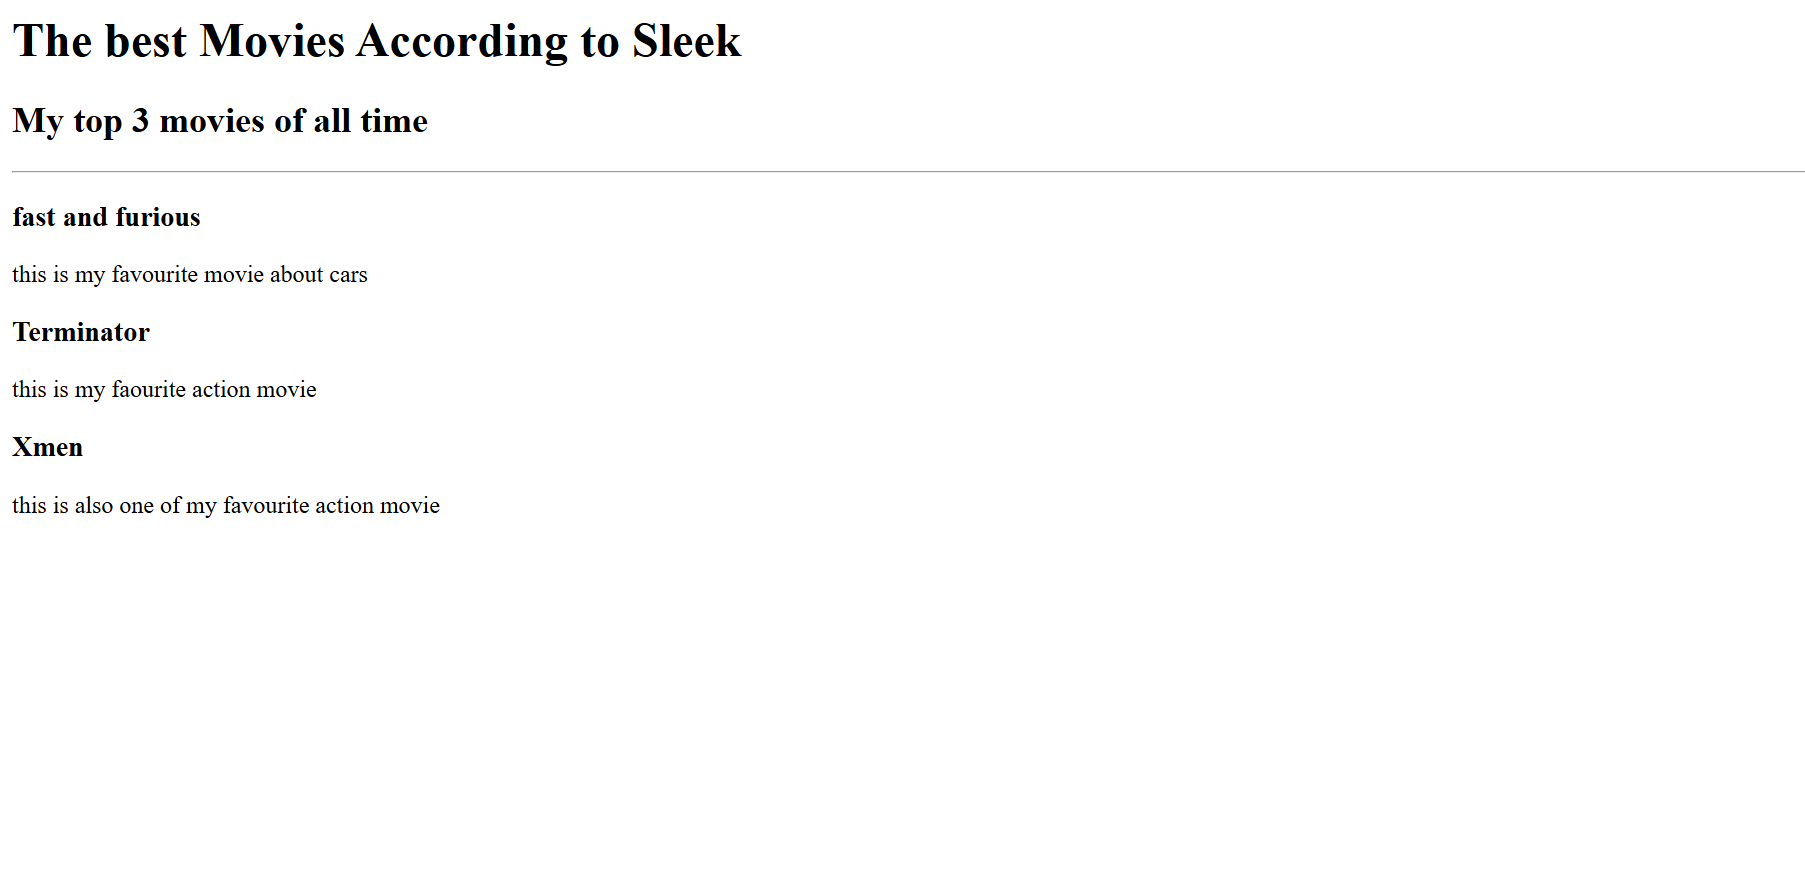 The best Movies According to Sleek
My top 3 movies of all time
fast and furious
this is my favourite movie about cars
Terminator
this is my faourite action movie
Xmen
this is also one of my favourite action movie